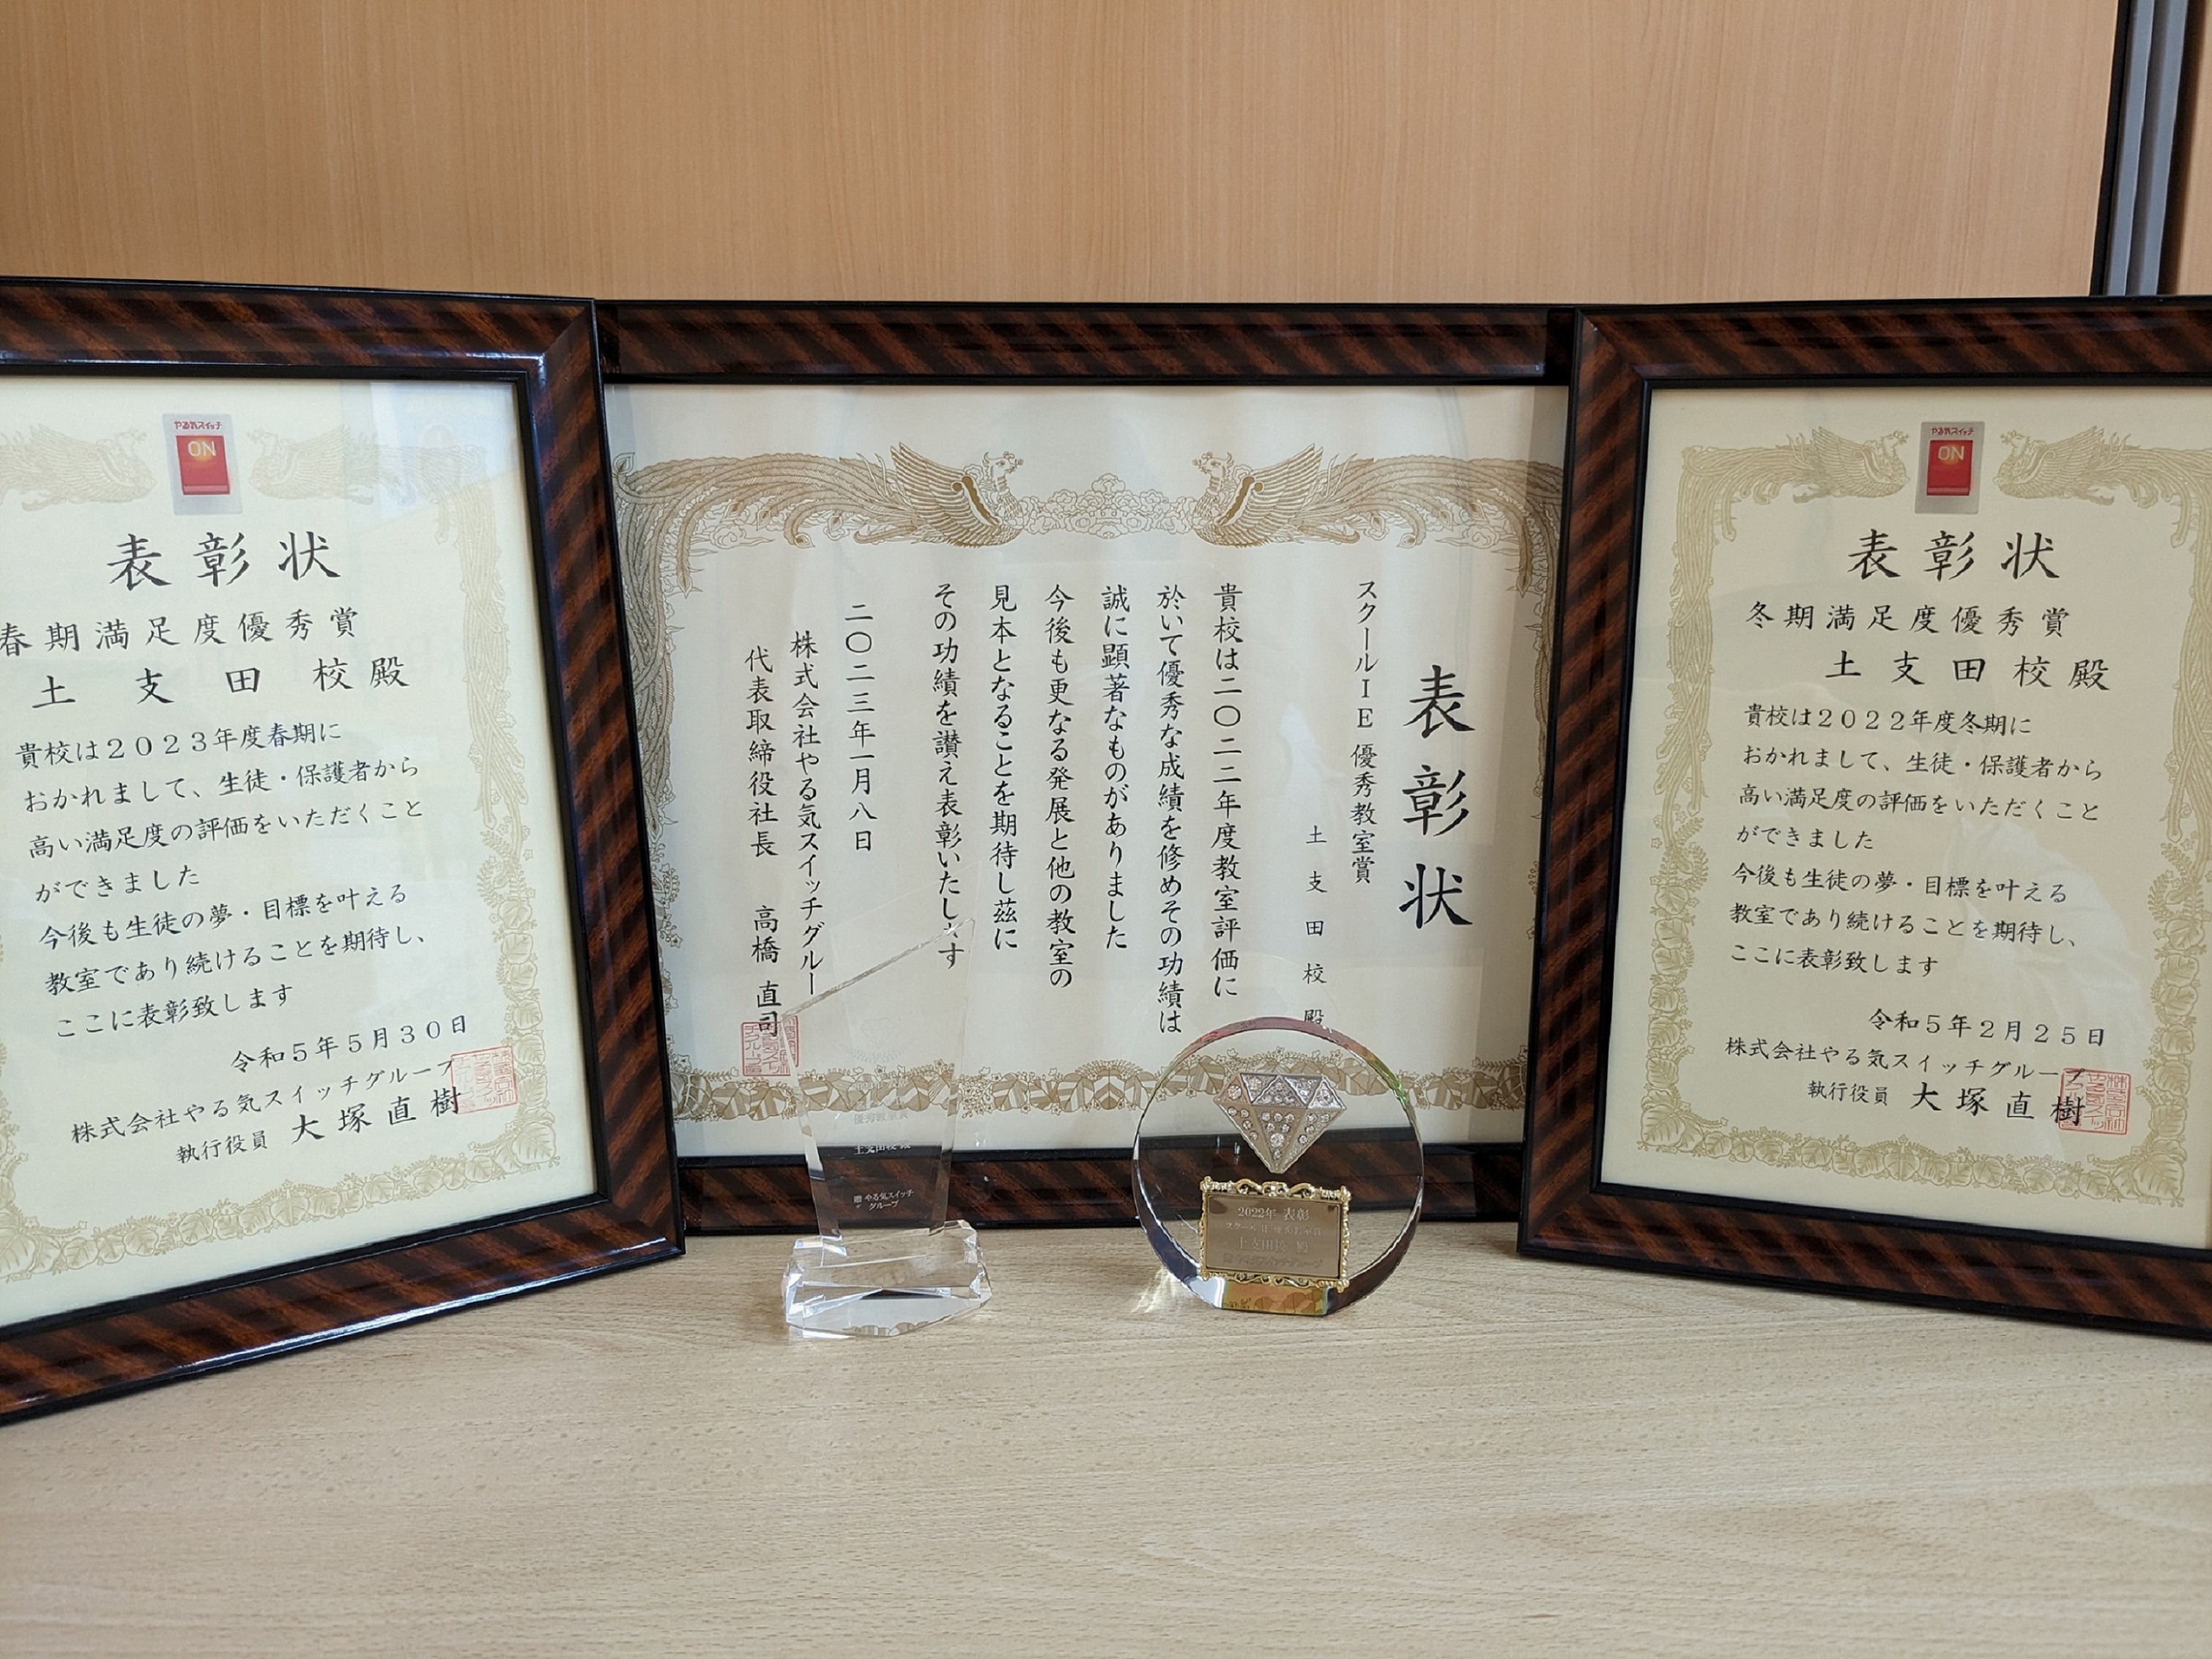 やる気スイッチ
ON
表彰状
春期満足度優秀賞
土支田校殿
貴校は2023年度春期に
おかれまして、生徒・保護者から
高い満足度の評価をいただくこと
ができました
今後も生徒の夢・目標を叶える
教室であり続けることを期待し、
ここに表彰致します
令和5年5月30日
株式会社やる気スイッチグループ
執行役員 大塚直樹
表彰状
スクールIE 優秀教室賞
土支田校殿
貴校は二〇二二年度教室評価に
於いて優秀な成績を修めその功績は
誠に顕著なものがありました
今後も更なる発展と他の教室の
見本となることを期待し茲に
その功績を讃え表彰いたします
二〇二三年一月八日
株式会社やる気スイッチグルー
代表取締役社長 高橋 直司
土支田校 殿
贈 やる気スイッチ
グループ
2022年 表彰
土支田校 殿
やる気スイッチ
ON
表彰状
冬期満足度優秀賞
土支田校殿
貴校は2022年度冬期に
おかれまして、生徒・保護者から
高い満足度の評価をいただくこと
ができました
今後も生徒の夢・目標を叶える
教室であり続けることを期待し、
ここに表彰致します
令和5年2月25日
株式会社やる気スイッチグループ
執行役員 大塚直樹